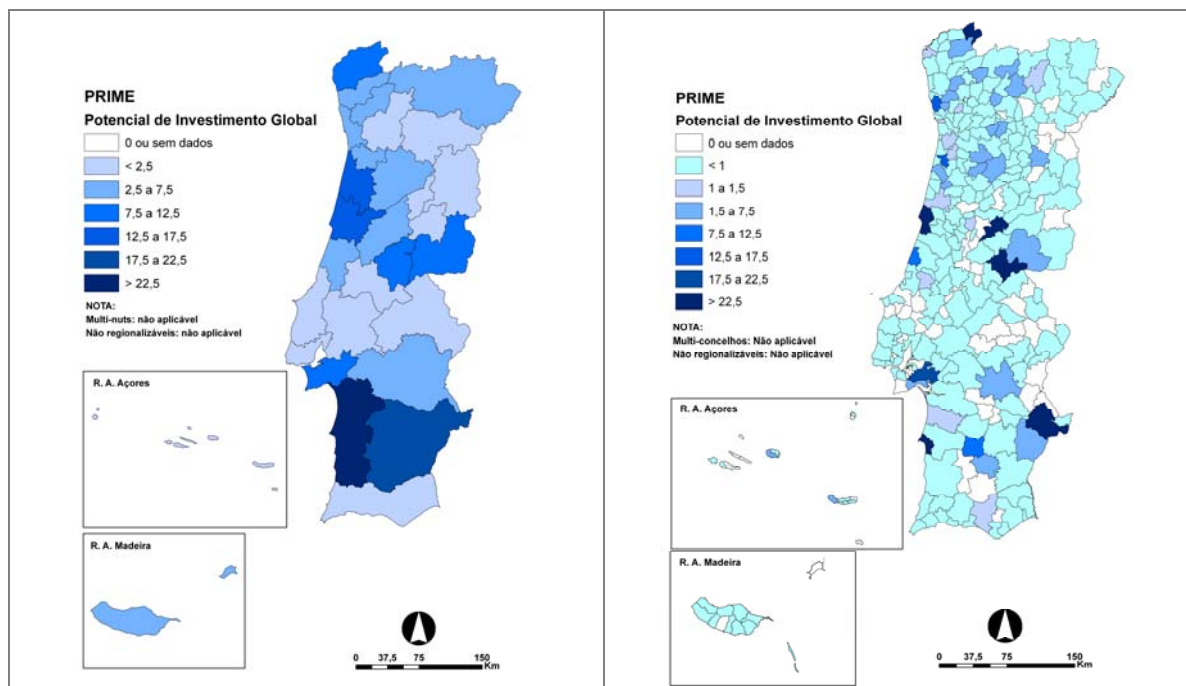 PRIME
Potencial de Investimento Global
0 ou sem dados
< 2,5
2,5 a 7,5
7,5 a 12,5
12,5 a 17,5
17,5 a 22,5
> 22,5
NOTA:
Multi-nuts: não aplicável
Não regionalizáveis: não aplicável
R. A. Açores
R. A. Madeira
0 37,5 75 150
Km
PRIME
Potencial de Investimento Global
0 ou sem dados
< 1
1 a 1,5
1,5 a 7,5
7,5 a 12,5
12,5 a 17,5
17,5 a 22,5
> 22,5
NOTA:
Multi-concelhos: Não aplicável
Não regionalizáveis: Não aplicável
R. A. Açores
R. A. Madeira
0 37,5 75 150
Km